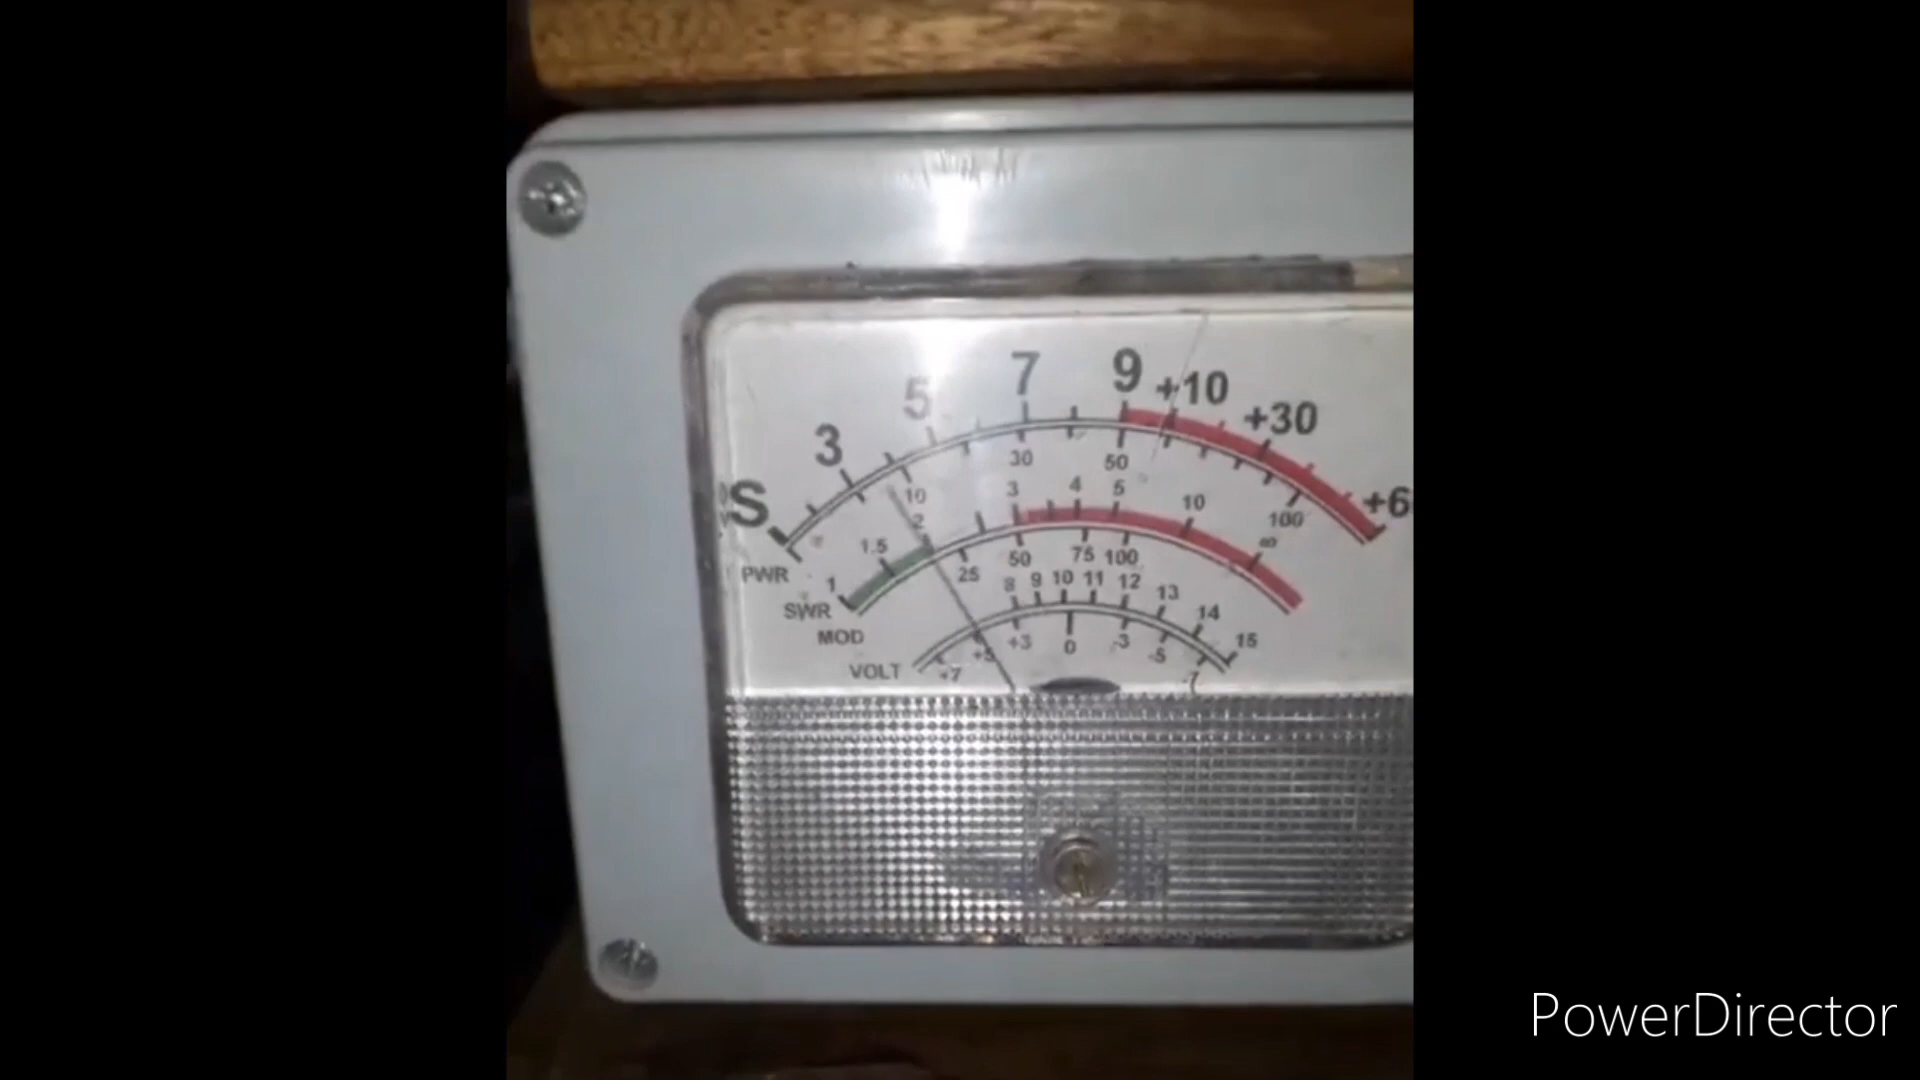 S 3 5 7 9 +10 +30 +6
10 30 50 100
PWR
1 1.5 2 3 4 5 10 ∞
SWR
25 50 75 100
MOD
8 9 10 11 12 13 14 15
VOLT
+7 +5 +3 0 -3 -5 -7
PowerDirector